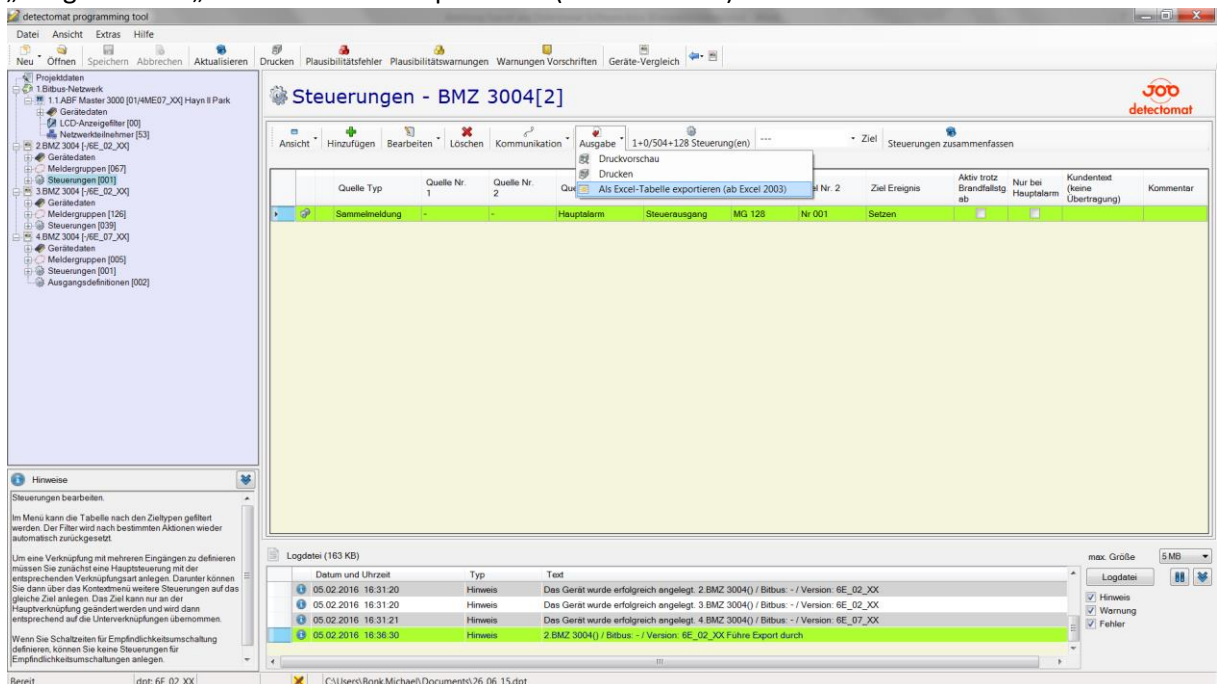 detectomat programming tool
Datei Ansicht Extras Hilfe
Neu Öffnen Speichern Abbrechen Aktualisieren Drucken Plausibilitätsfehler Plausibilitätswarnungen Warnungen Vorschriften Geräte-Vergleich
Projektdaten
1.Bitbus-Netzwerk
1.1.ABF Master 3000 [01/4ME07_XX] Hayn II Park
Gerätedaten
LCD-Anzeigefilter [00]
Netzwerkteilnehmer [53]
2.BMZ 3004 [-/6E_02_XX]
Gerätedaten
Meldergruppen [067]
Steuerungen [001]
3.BMZ 3004 [-/6E_02_XX]
Gerätedaten
Meldergruppen [126]
Steuerungen [039]
4.BMZ 3004 [-/6E_07_XX]
Gerätedaten
Meldergruppen [005]
Steuerungen [001]
Ausgangsdefinitionen [002]
Steuerungen - BMZ 3004[2]
JOO
detectomat
Ansicht Hinzufügen Bearbeiten Löschen Kommunikation Ausgabe 1+0/504+128 Steuerung(en) --- Ziel Steuerungen zusammenfassen
Druckvorschau
Drucken
Als Excel-Tabelle exportieren (ab Excel 2003)
Quelle Typ Quelle Nr. 1 Quelle Nr. 2 Ziel Ereignis Aktiv trotz Brandfallstg ab Nur bei Hauptalarm Kundentext (keine Übertragung) Kommentar
Sammelmeldung - - Hauptalarm Steuerausgang MG 128 Nr 001 Setzen
Hinweise
Steuerungen bearbeiten.
Im Menü kann die Tabelle nach den Zieltypen gefiltert
werden. Der Filter wird nach bestimmten Aktionen wieder
automatisch zurückgesetzt.
Um eine Verknüpfung mit mehreren Eingängen zu definieren
müssen Sie zunächst eine Hauptsteuerung mit der
entsprechenden Verknüpfungsart anlegen. Darunter können
Sie dann über das Kontextmenü weitere Steuerungen auf das
gleiche Ziel anlegen. Das Ziel kann nur an der
Hauptverknüpfung geändert werden und wird dann
entsprechend auf die Unterverknüpfungen übernommen.
Wenn Sie Schaltzeiten für Empfindlichkeitsumschaltung
definieren, können Sie keine Steuerungen für
Empfindlichkeitsumschaltungen anlegen.
Logdatei (163 KB)
max. Größe 5 MB
Datum und Uhrzeit Typ Text
05.02.2016 16:31:20 Hinweis Das Gerät wurde erfolgreich angelegt. 2.BMZ 3004() / Bitbus: - / Version: 6E_02_XX
05.02.2016 16:31:20 Hinweis Das Gerät wurde erfolgreich angelegt. 3.BMZ 3004() / Bitbus: - / Version: 6E_02_XX
05.02.2016 16:31:21 Hinweis Das Gerät wurde erfolgreich angelegt. 4.BMZ 3004() / Bitbus: - / Version: 6E_07_XX
05.02.2016 16:36:30 Hinweis 2.BMZ 3004() / Bitbus: - / Version: 6E_02_XX Führe Export durch
Logdatei
Hinweis
Warnung
Fehler
Bereit dpt: 6E_02_XX C:\Users\Bonk.Michael\Documents\26_06_15.dpt